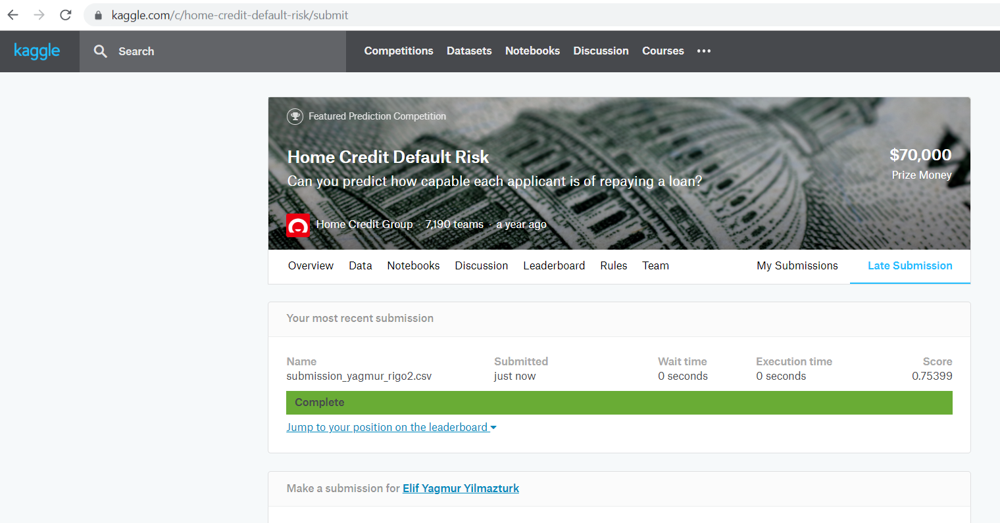 kaggle.com/c/home-credit-default-risk/submit
kaggle Search Competitions Datasets Notebooks Discussion Courses •••
Featured Prediction Competition
Home Credit Default Risk
$70,000
Can you predict how capable each applicant is of repaying a loan?
Prize Money
Home Credit Group · 7,190 teams · a year ago
Overview Data Notebooks Discussion Leaderboard Rules Team My Submissions Late Submission
Your most recent submission
Name Submitted Wait time Execution time Score
submission_yagmur_rigo2.csv just now 0 seconds 0 seconds 0.75399
Complete
Jump to your position on the leaderboard
Make a submission for Elif Yagmur Yilmazturk